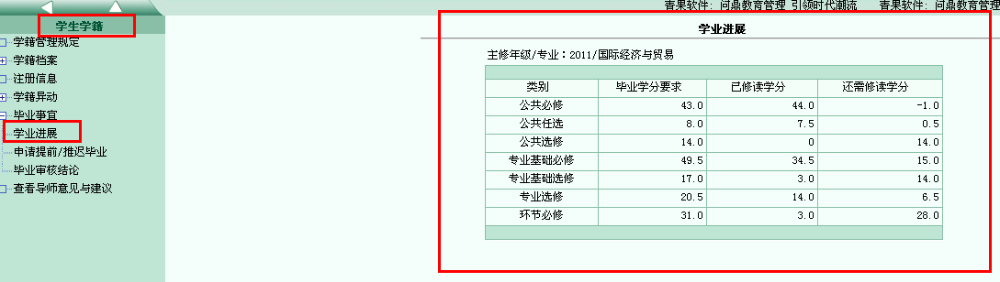 青果软件: 问鼎教育管理 引领时代潮流 青果软件: 问鼎教育管理
学生学籍
学籍管理规定
学籍档案
注册信息
学籍异动
毕业事宜
学业进展
申请提前/推迟毕业
毕业审核结论
查看导师意见与建议
学业进展
主修年级/专业：2011/国际经济与贸易
类别 毕业学分要求 已修读学分 还需修读学分
公共必修 43.0 44.0 -1.0
公共任选 8.0 7.5 0.5
公共选修 14.0 0 14.0
专业基础必修 49.5 34.5 15.0
专业基础选修 17.0 3.0 14.0
专业选修 20.5 14.0 6.5
环节必修 31.0 3.0 28.0